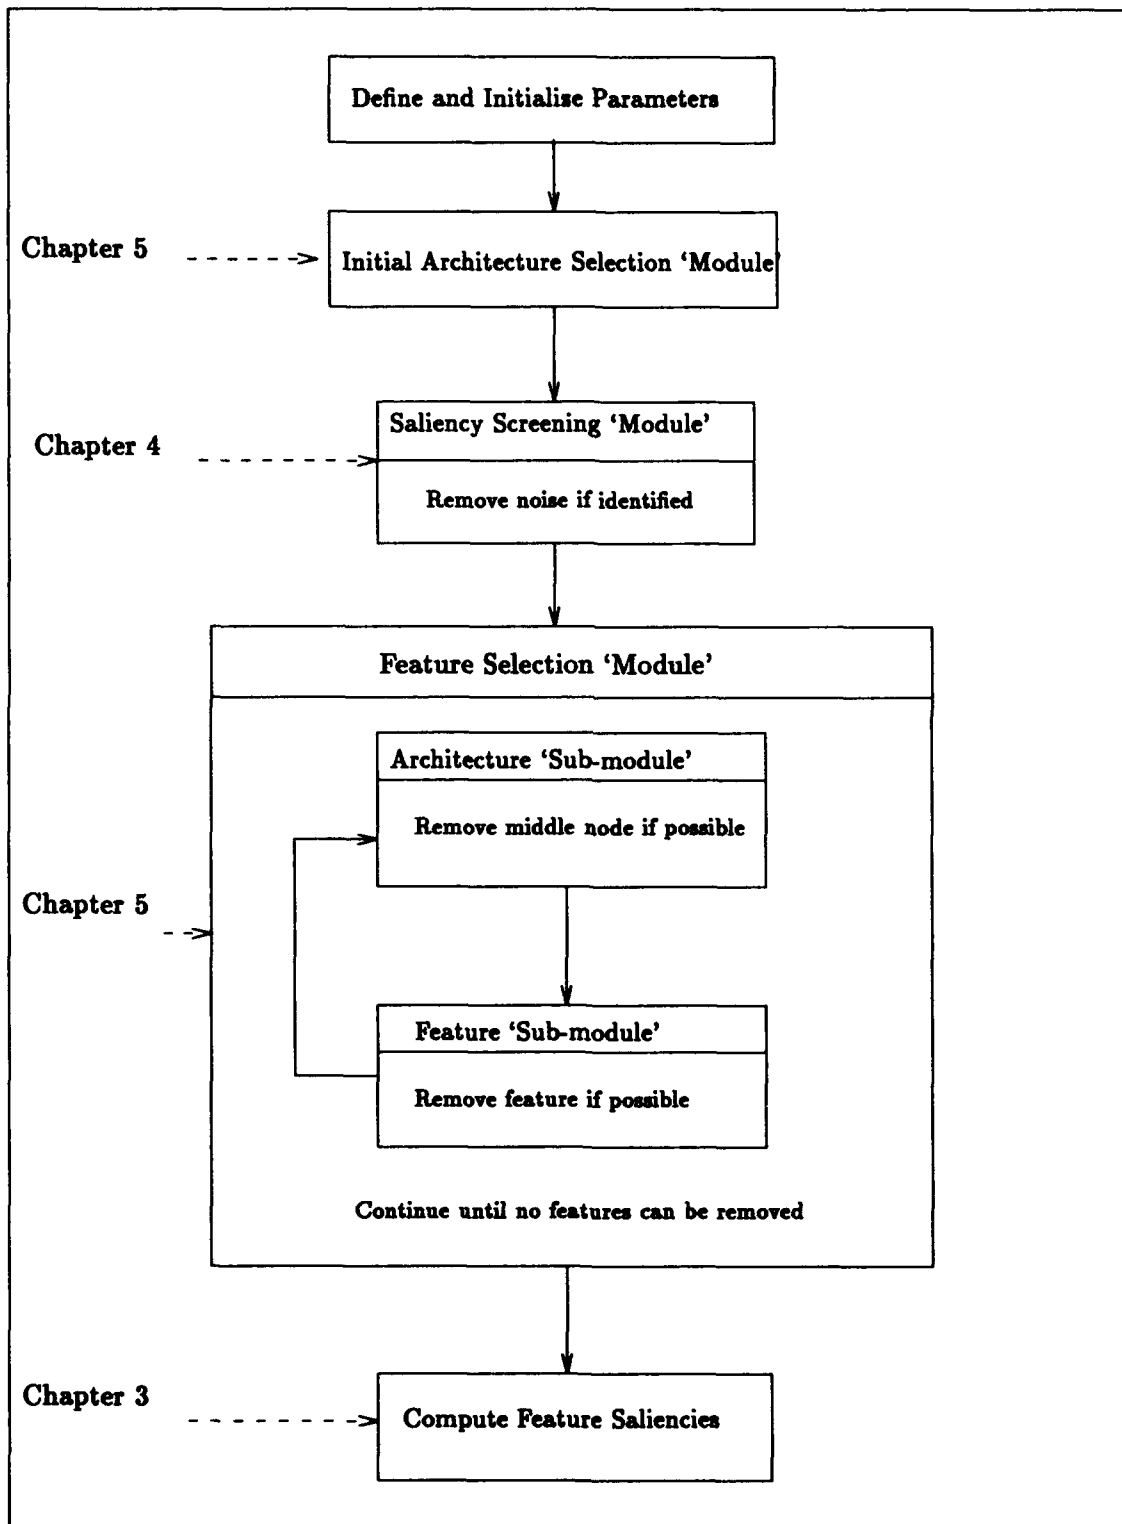 Define and Initialise Parameters
Chapter 5
Initial Architecture Selection ‘Module’
Saliency Screening ‘Module’
Chapter 4
Remove noise if identified
Feature Selection ‘Module’
Architecture ‘Sub-module’
Remove middle node if possible
Chapter 5
Feature ‘Sub-module’
Remove feature if possible
Continue until no features can be removed
Chapter 3
Compute Feature Saliencies